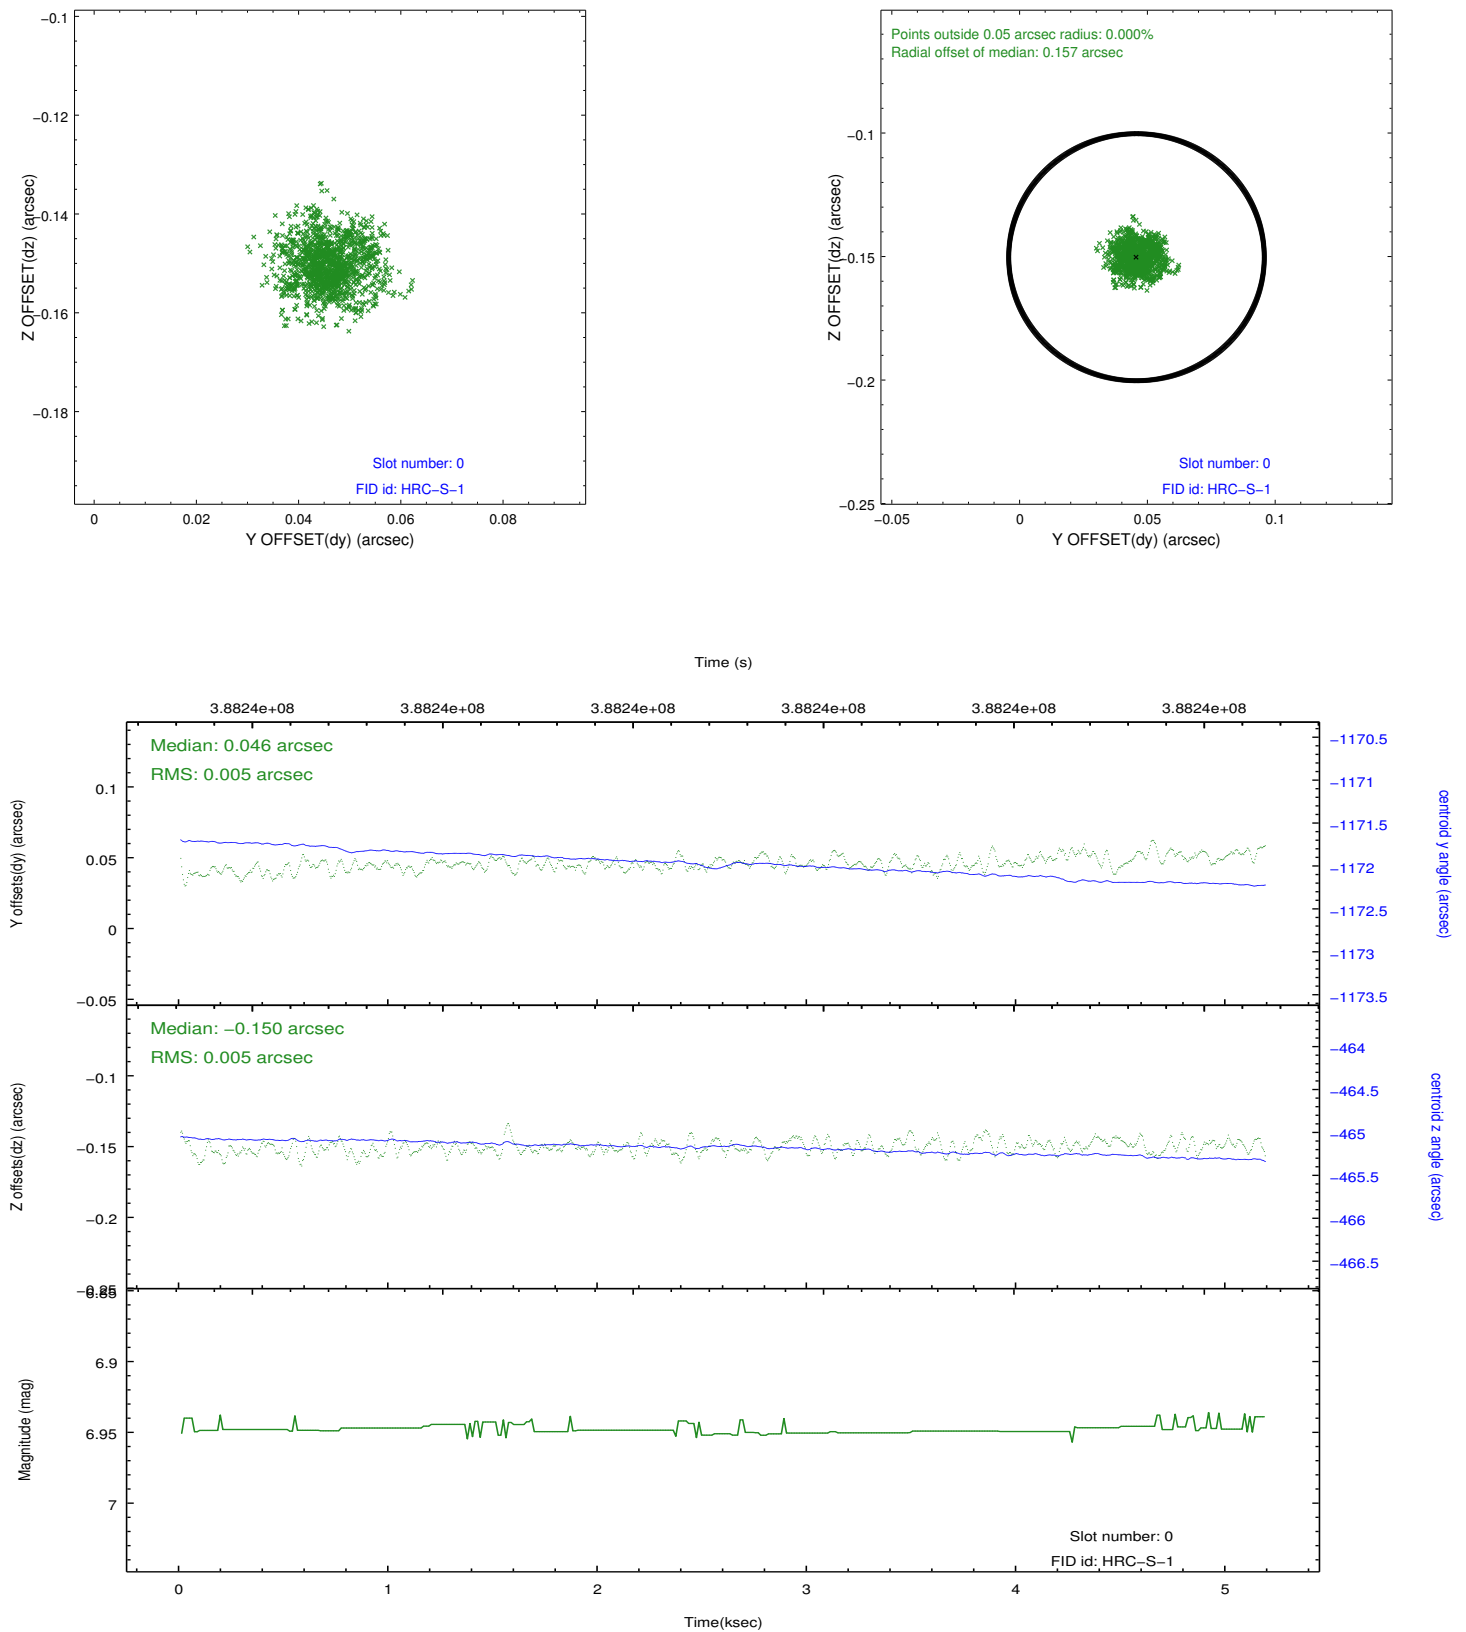 −0.1
−0.12
−0.14
−0.16
−0.18
Z OFFSET(dz) (arcsec)
Slot number: 0
FID id: HRC−S−1
0 0.02 0.04 0.06 0.08
Y OFFSET(dy) (arcsec)
Points outside 0.05 arcsec radius: 0.000%
Radial offset of median: 0.157 arcsec
−0.1
−0.15
−0.2
−0.25
Z OFFSET(dz) (arcsec)
Slot number: 0
FID id: HRC−S−1
−0.05 0 0.05 0.1
Y OFFSET(dy) (arcsec)
Time (s)
3.8824e+08 3.8824e+08 3.8824e+08 3.8824e+08 3.8824e+08 3.8824e+08
Median: 0.046 arcsec
RMS: 0.005 arcsec
0.1
0.05
0
−0.05
Y offsets(dy) (arcsec)
−1170.5
−1171
−1171.5
−1172
−1172.5
−1173
−1173.5
centroid y angle (arcsec)
Median: −0.150 arcsec
RMS: 0.005 arcsec
−0.1
−0.15
−0.2
−0.25
Z offsets(dz) (arcsec)
−464
−464.5
−465
−465.5
−466
−466.5
centroid z angle (arcsec)
6.85
6.9
6.95
7
Magnitude (mag)
Slot number: 0
FID id: HRC−S−1
0 1 2 3 4 5
Time(ksec)